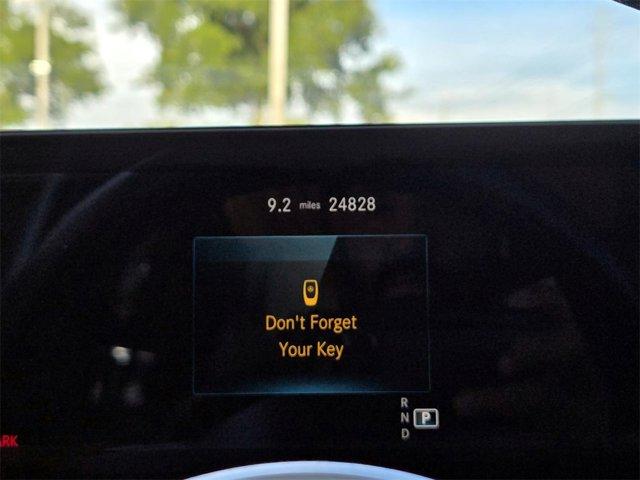 9.2 miles 24828
Don't Forget
Your Key
R
N P
D